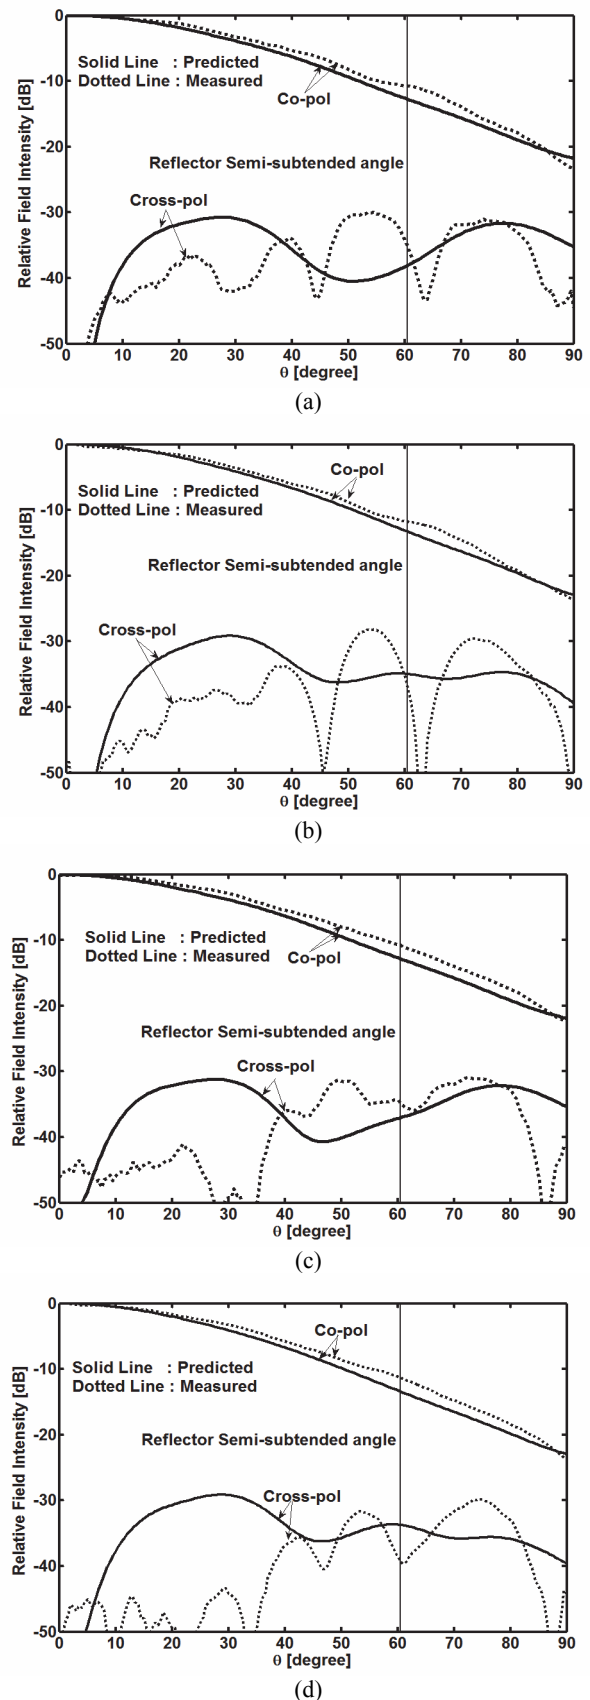 0
Solid Line : Predicted
Dotted Line : Measured
Co-pol
-10
-20
Reflector Semi-subtended angle
Cross-pol
-30
-40
-50
Relative Field Intensity [dB]
0 10 20 30 40 50 60 70 80 90
θ [degree]
(a)
0
Co-pol
Solid Line : Predicted
Dotted Line : Measured
-10
Reflector Semi-subtended angle
-20
Cross-pol
-30
-40
-50
Relative Field Intensity [dB]
0 10 20 30 40 50 60 70 80 90
θ [degree]
(b)
0
Solid Line : Predicted
-10
Dotted Line : Measured
Co-pol
-20
Reflector Semi-subtended angle
Cross-pol
-30
-40
-50
Relative Field Intensity [dB]
0 10 20 30 40 50 60 70 80 90
θ [degree]
(c)
0
Co-pol
Solid Line : Predicted
-10
Dotted Line : Measured
-20
Reflector Semi-subtended angle
Cross-pol
-30
-40
-50
Relative Field Intensity [dB]
0 10 20 30 40 50 60 70 80 90
θ [degree]
(d)